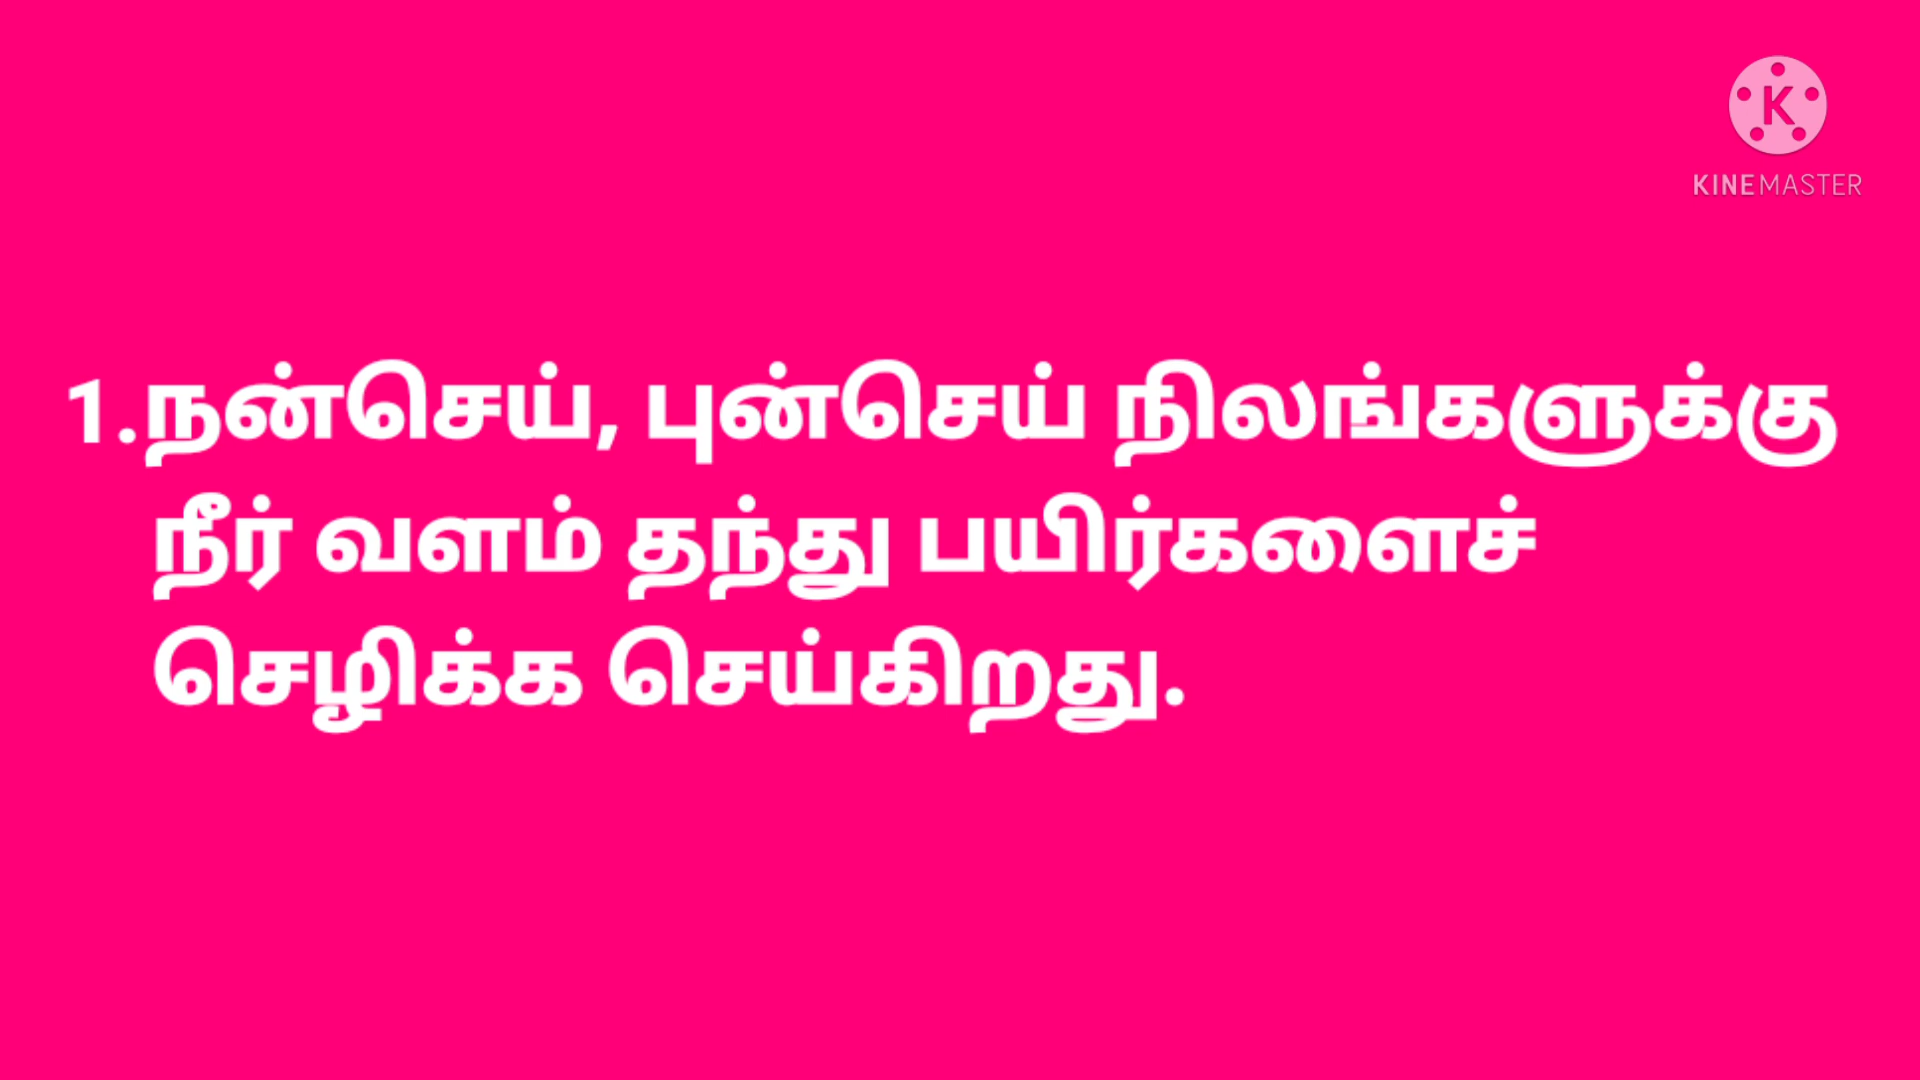 K
KINEMASTER
1.நன்செய், புன்செய் நிலங்களுக்கு
நீர் வளம் தந்து பயிர்களைச்
செழிக்க செய்கிறது.